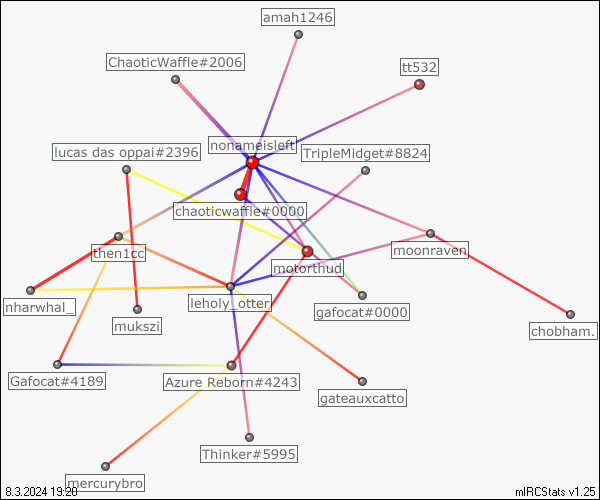 amah1246
ChaoticWaffle#2006
tt532
nonameisleft
lucas das oppai#2396
TripleMidget#8824
chaoticwaffle#0000
then1cc
moonraven
motorthud
nharwhal_
leholy_otter
gafocat#0000
mukszi
chobham.
Gafocat#4189
Azure Reborn#4243
gateauxcatto
Thinker#5995
mercurybro
8.3.2024 19:20
mIRCStats v1.25